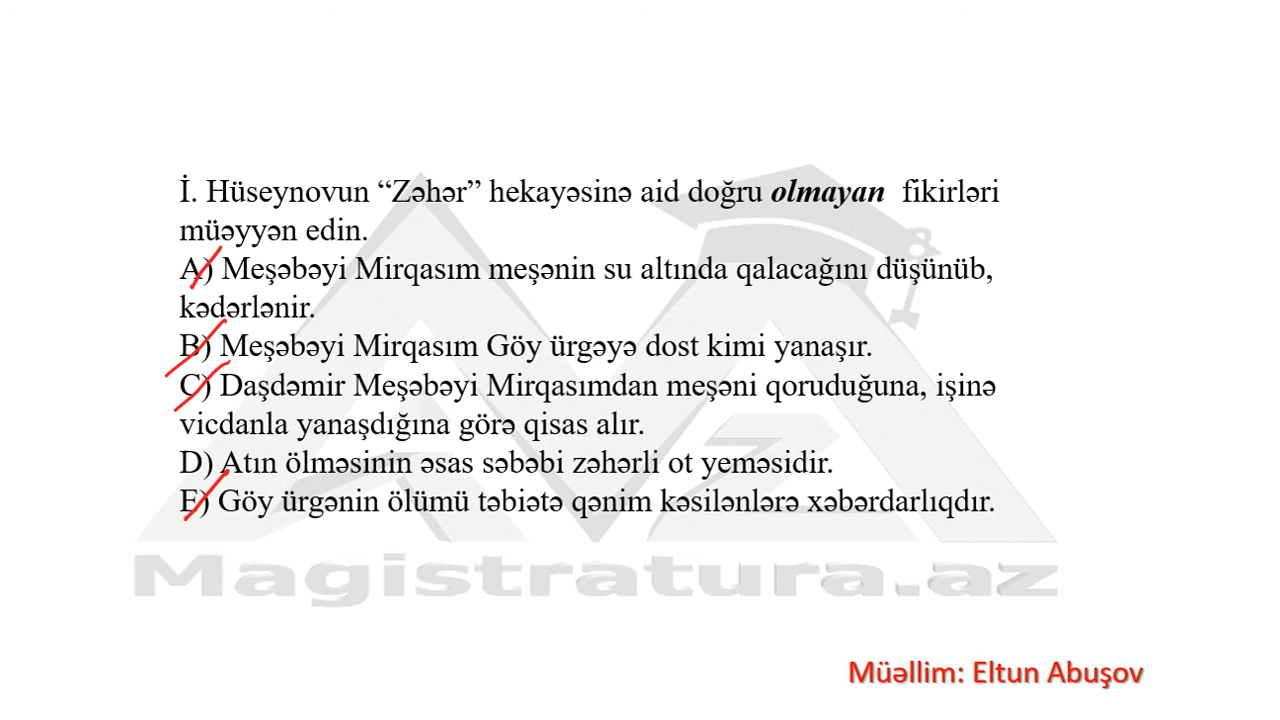 İ. Hüseynovun “Zəhər” hekayəsinə aid doğru olmayan fikirləri
müəyyən edin.
A) Meşəbəyi Mirqasım meşənin su altında qalacağını düşünüb,
kədərlənir.
B) Meşəbəyi Mirqasım Göy ürgəyə dost kimi yanaşır.
C) Daşdəmir Meşəbəyi Mirqasımdan meşəni qoruduğuna, işinə
vicdanla yanaşdığına görə qisas alır.
D) Atın ölməsinin əsas səbəbi zəhərli ot yeməsidir.
E) Göy ürgənin ölümü təbiətə qənim kəsilənlərə xəbərdarlıqdır.
Magistratura.az
Müəllim: Eltun Abuşov